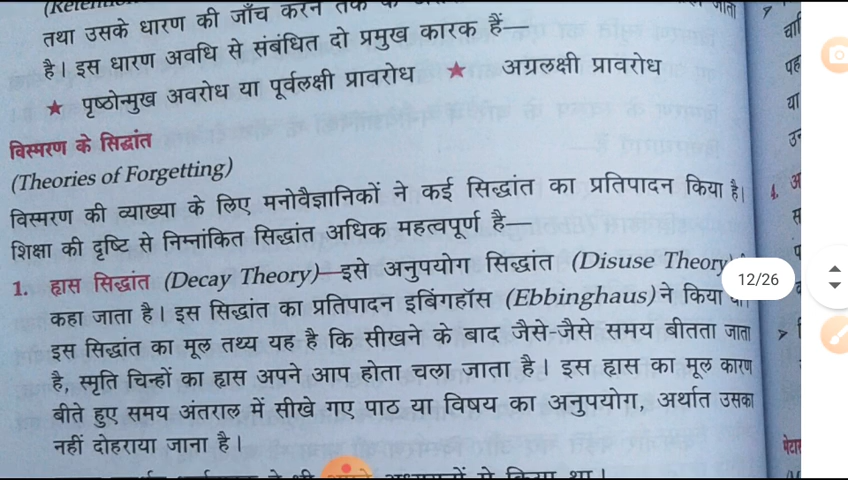 तथा उसके धारण की जाँच करने तक के
है। इस धारण अवधि से संबंधित दो प्रमुख कारक हैं–
★ पृष्ठोन्मुख अवरोध या पूर्वलक्षी प्रावरोध ★ अग्रलक्षी प्रावरोध
विस्मरण के सिद्धांत
(Theories of Forgetting)
विस्मरण की व्याख्या के लिए मनोवैज्ञानिकों ने कई सिद्धांत का प्रतिपादन किया है।
शिक्षा की दृष्टि से निम्नांकित सिद्धांत अधिक महत्वपूर्ण है–
1. ह्रास सिद्धांत (Decay Theory)–इसे अनुपयोग सिद्धांत (Disuse Theory)
कहा जाता है। इस सिद्धांत का प्रतिपादन इबिंगहॉस (Ebbinghaus) ने किया
इस सिद्धांत का मूल तथ्य यह है कि सीखने के बाद जैसे-जैसे समय बीतता जाता
है, स्मृति चिन्हों का ह्रास अपने आप होता चला जाता है। इस ह्रास का मूल कारण
बीते हुए समय अंतराल में सीखे गए पाठ या विषय का अनुपयोग, अर्थात उसका
नहीं दोहराया जाना है।
12/26